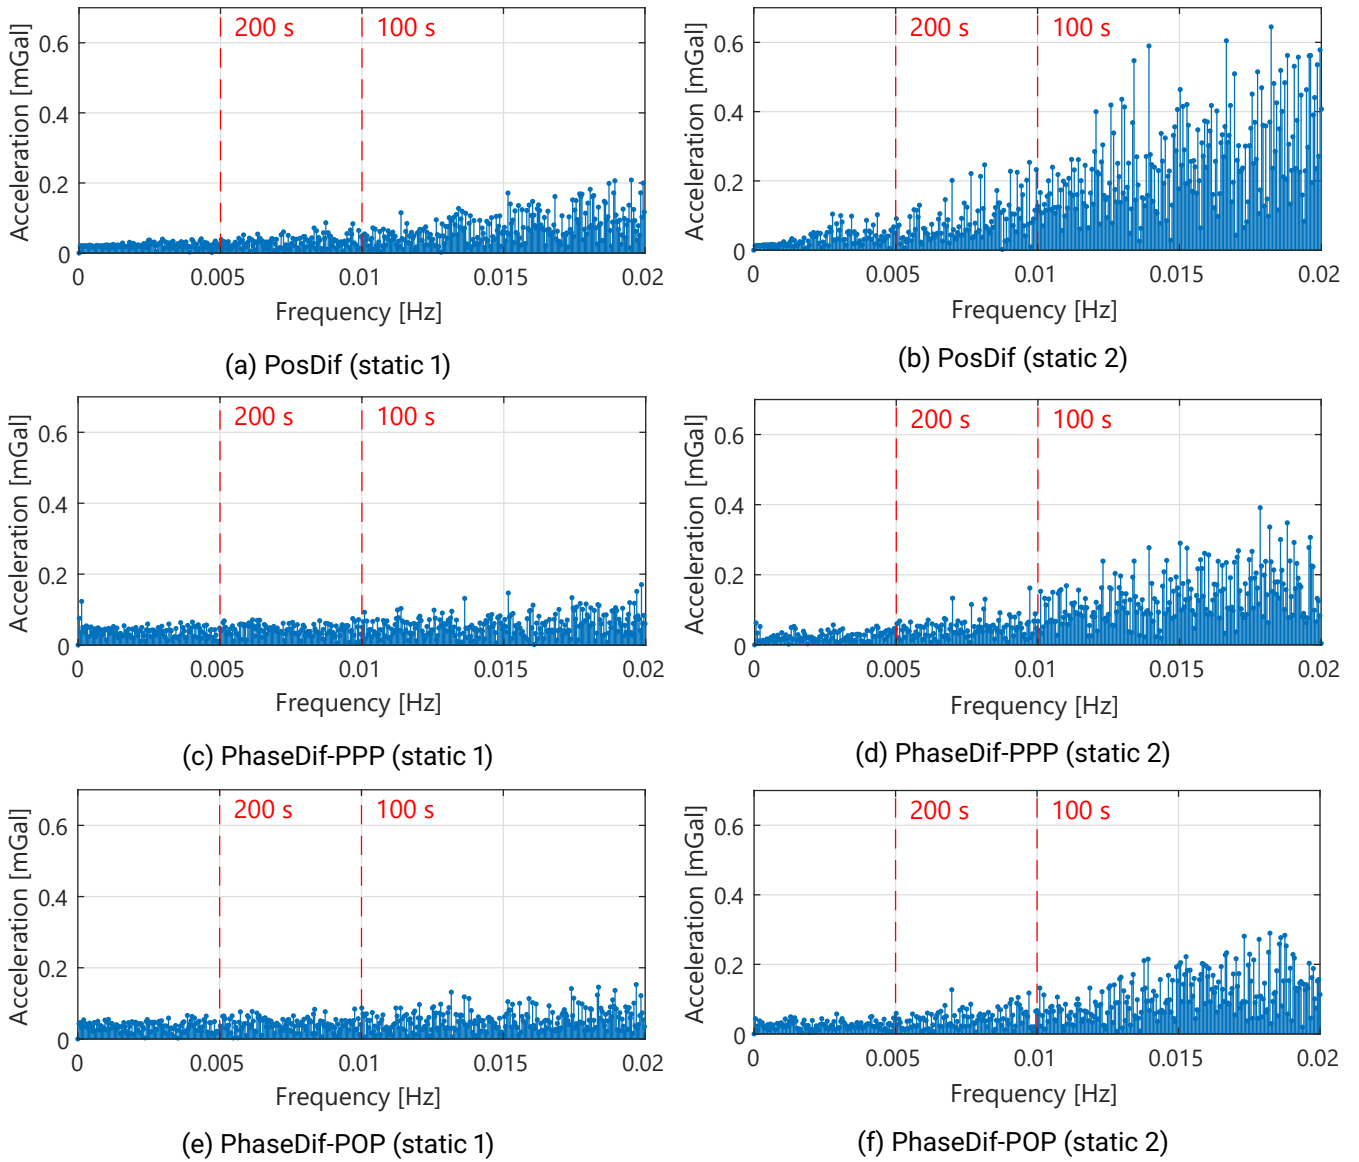 Acceleration [mGal]
0.6
0.4
0.2
0
200 s
100 s
0
0.005
0.01
0.015
0.02
Frequency [Hz]
(a) PosDif (static 1)
Acceleration [mGal]
0.6
0.4
0.2
0
200 s
100 s
0
0.005
0.01
0.015
0.02
Frequency [Hz]
(b) PosDif (static 2)
Acceleration [mGal]
0.6
0.4
0.2
0
200 s
100 s
0
0.005
0.01
0.015
0.02
Frequency [Hz]
(c) PhaseDif-PPP (static 1)
Acceleration [mGal]
0.6
0.4
0.2
0
200 s
100 s
0
0.005
0.01
0.015
0.02
Frequency [Hz]
(d) PhaseDif-PPP (static 2)
Acceleration [mGal]
0.6
0.4
0.2
0
200 s
100 s
0
0.005
0.01
0.015
0.02
Frequency [Hz]
(e) PhaseDif-POP (static 1)
Acceleration [mGal]
0.6
0.4
0.2
0
200 s
100 s
0
0.005
0.01
0.015
0.02
Frequency [Hz]
(f) PhaseDif-POP (static 2)